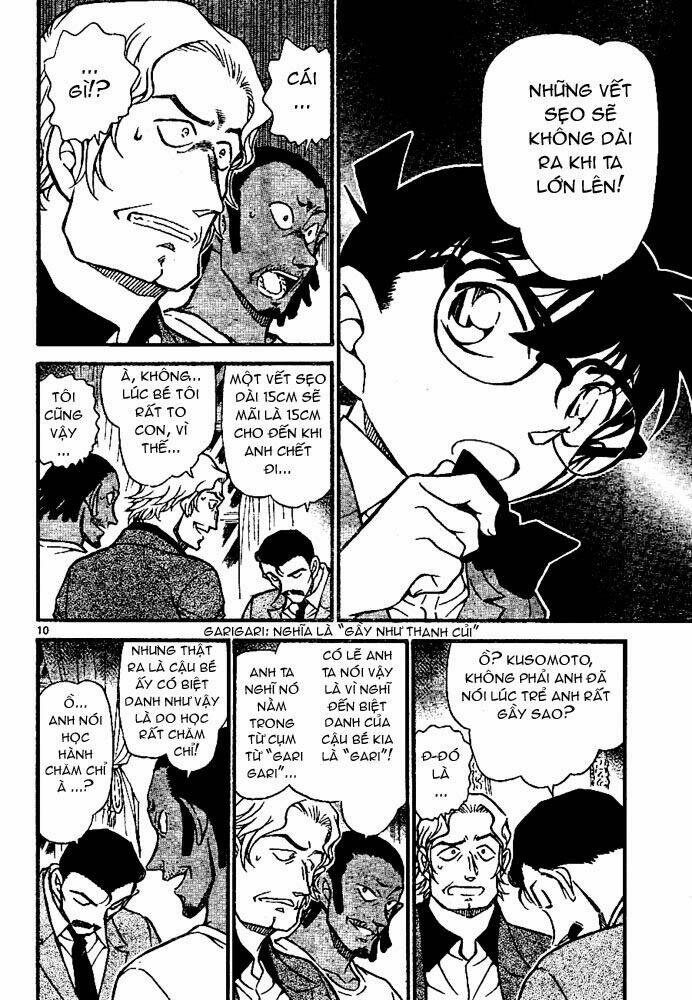 NHỮNG VẾT
SẸO SẼ
KHÔNG DÀI
RA KHI TA
LỚN LÊN!
CÁI
...
...
GÌ!?
MỘT VẾT SẸO
DÀI 15CM SẼ
MÃI LÀ 15CM
CHO ĐẾN KHI
ANH CHẾT
ĐI...
À, KHÔNG..
LÚC BÉ TÔI
RẤT TO
CON, VÌ
THẾ...
TÔI
CŨNG
VẬY
...
10
GARIGARI: NGHĨA LÀ "GẦY NHƯ THANH CỦI"
Ồ? KUSOMOTO,
KHÔNG PHẢI ANH ĐÃ
NÓI LÚC TRẺ ANH RẤT
GẦY SAO?
Đ-ĐÓ
LÀ
...
CÓ LẼ ANH
TA NÓI VẬY
LÀ VÌ NGHĨ
ĐẾN BIỆT
DANH CỦA
CẬU BÉ KIA
LÀ "GARI"!
ANH TA
NGHĨ NÓ
NẰM
TRONG
TỪ CỤM
TỪ "GARI
GARI"...
NHƯNG THẬT
RA LÀ CẬU BÉ
ẤY CÓ BIỆT
DANH NHƯ VẬY
LÀ DO HỌC
RẤT CHĂM
CHỈ!
Ồ...
ANH NÓI
HỌC
HÀNH
CHĂM CHỈ
À ...?